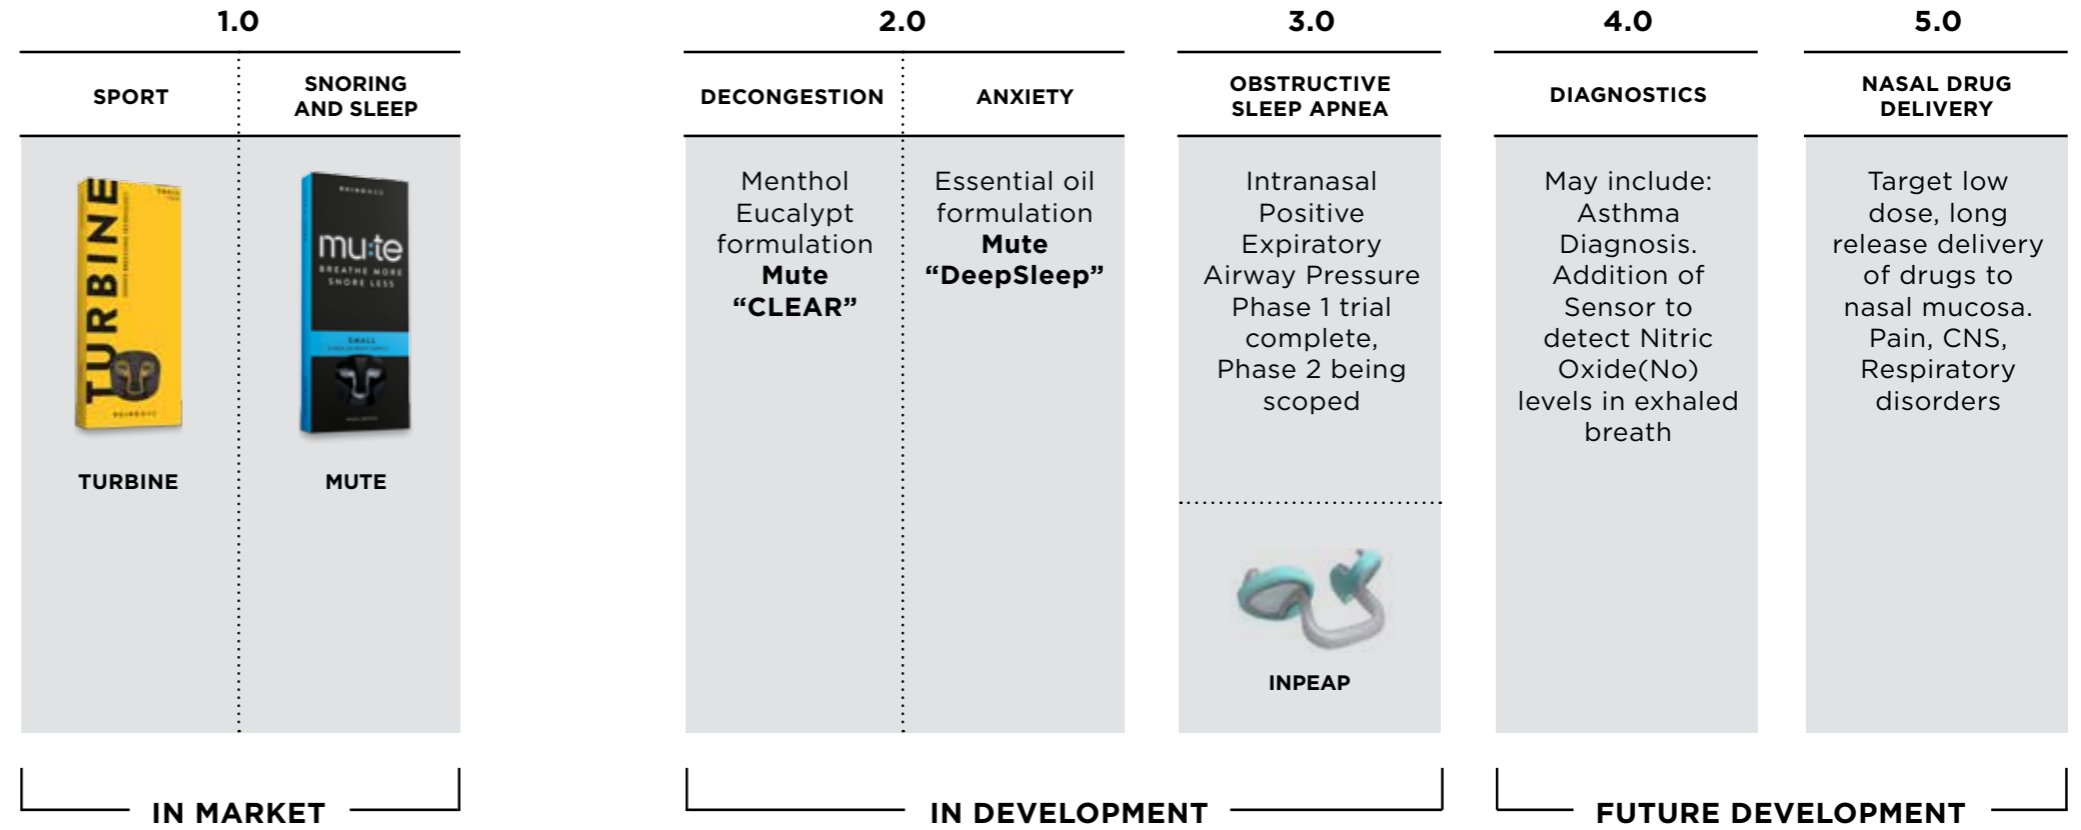 1.0
SPORT
SNORING
AND SLEEP
TURBINE
TURBINE
mu:te
BREATHE MORE
SNORE LESS
SMALL
MUTE
IN MARKET
2.0
DECONGESTION
Menthol
Eucalypt
formulation
Mute
“CLEAR”
ANXIETY
Essential oil
formulation
Mute
“DeepSleep”
3.0
OBSTRUCTIVE
SLEEP APNEA
Intranasal
Positive
Expiratory
Airway Pressure
Phase 1 trial
complete,
Phase 2 being
scoped
INPEAP
IN DEVELOPMENT
4.0
DIAGNOSTICS
May include:
Asthma
Diagnosis.
Addition of
Sensor to
detect Nitric
Oxide(No)
levels in exhaled
breath
5.0
NASAL DRUG
DELIVERY
Target low
dose, long
release delivery
of drugs to
nasal mucosa.
Pain, CNS,
Respiratory
disorders
FUTURE DEVELOPMENT